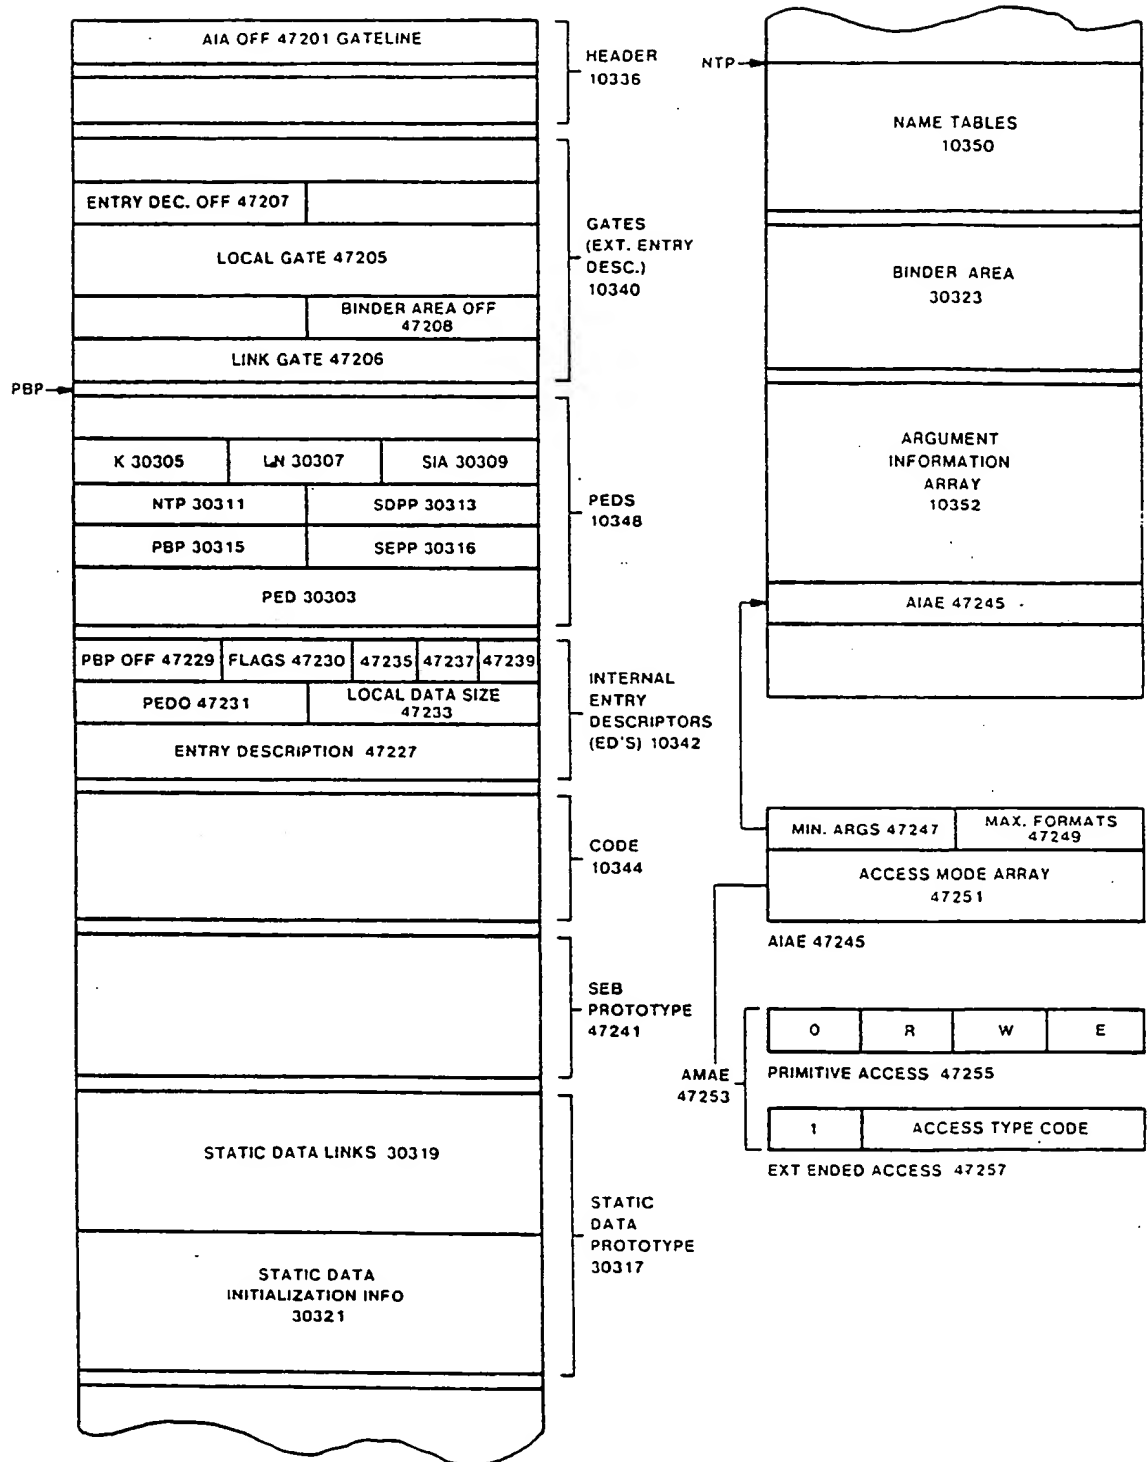 AIA OFF 47201 GATELINE
HEADER
10336
ENTRY DEC. OFF 47207
LOCAL GATE 47205
BINDER AREA OFF
47208
LINK GATE 47206
GATES
(EXT. ENTRY
DESC.)
10340
PBP
K 30305
LN 30307
SIA 30309
NTP 30311
SDPP 30313
PBP 30315
SEPP 30316
PED 30303
PEDS
10348
PBP OFF 47229
FLAGS 47230
47235
47237
47239
PEDO 47231
LOCAL DATA SIZE
47233
ENTRY DESCRIPTION 47227
INTERNAL
ENTRY
DESCRIPTORS
(ED'S) 10342
CODE
10344
SEB
PROTOTYPE
47241
STATIC DATA LINKS 30319
STATIC DATA
INITIALIZATION INFO
30321
STATIC
DATA
PROTOTYPE
30317
NTP
NAME TABLES
10350
BINDER AREA
30323
ARGUMENT
INFORMATION
ARRAY
10352
AIAE 47245
MIN. ARGS 47247
MAX. FORMATS
47249
ACCESS MODE ARRAY
47251
AIAE 47245
AMAE
47253
O
R
W
E
PRIMITIVE ACCESS 47255
1
ACCESS TYPE CODE
EXT ENDED ACCESS 47257